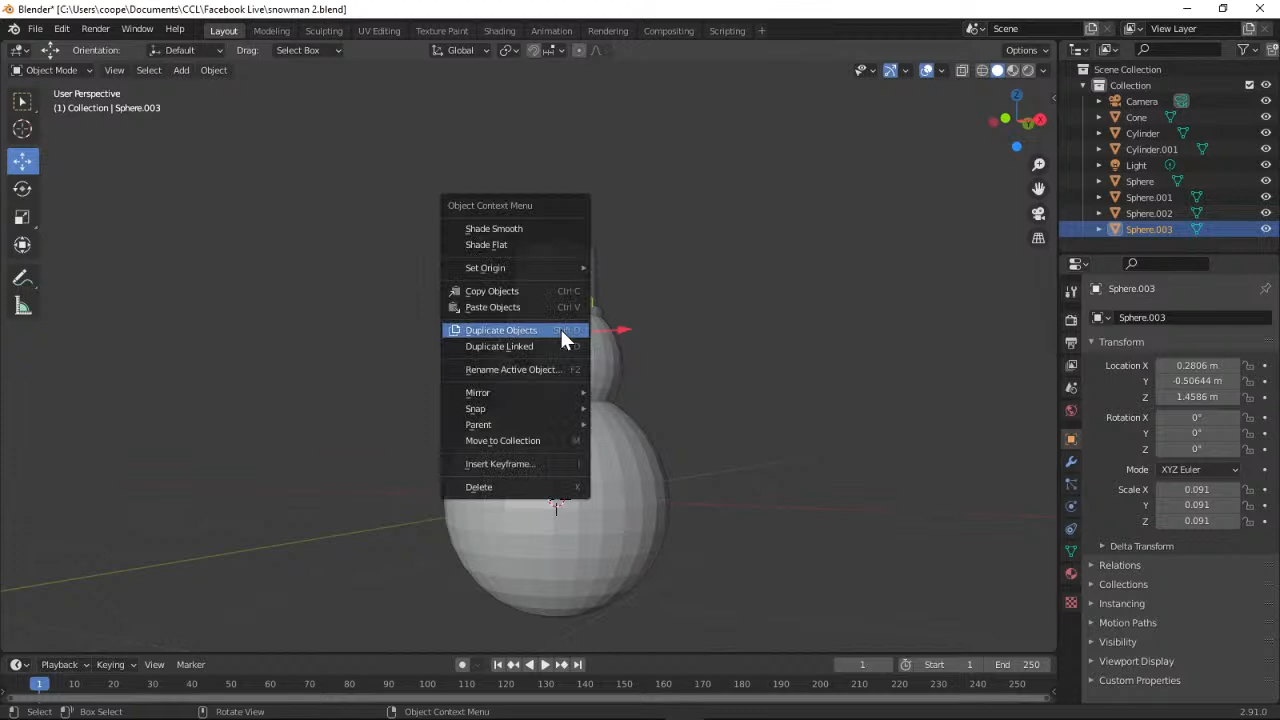 Blender* [C:\Users\coope\Documents\CCL\Facebook Live\snowman 2.blend]
File Edit Render Window Help Layout Modeling Sculpting UV Editing Texture Paint Shading Animation Rendering Compositing Scripting + Scene View Layer
Orientation: Default Drag: Select Box Global Options
Object Mode View Select Add Object
User Perspective
(1) Collection | Sphere.003
Z
X
Y
Object Context Menu
Shade Smooth
Shade Flat
Set Origin
Copy Objects Ctrl C
Paste Objects Ctrl V
Duplicate Objects Shift D
Duplicate Linked D
Rename Active Object... F2
Mirror
Snap
Parent
Move to Collection M
Insert Keyframe... I
Delete X
Scene Collection
Collection
Camera
Cone
Cylinder
Cylinder.001
Light
Sphere
Sphere.001
Sphere.002
Sphere.003
Sphere.003
Sphere.003
Transform
Location X 0.2806 m
Y -0.50644 m
Z 1.4586 m
Rotation X 0°
Y 0°
Z 0°
Mode XYZ Euler
Scale X 0.091
Y 0.091
Z 0.091
Delta Transform
Relations
Collections
Instancing
Motion Paths
Visibility
Viewport Display
Custom Properties
Playback Keying View Marker 1 Start 1 End 250
1 10 20 30 40 50 60 70 80 90 100 110 120 130 140 150 160 170 180 190 200 210 220 230 240 250
Select Box Select Rotate View Object Context Menu 2.91.0